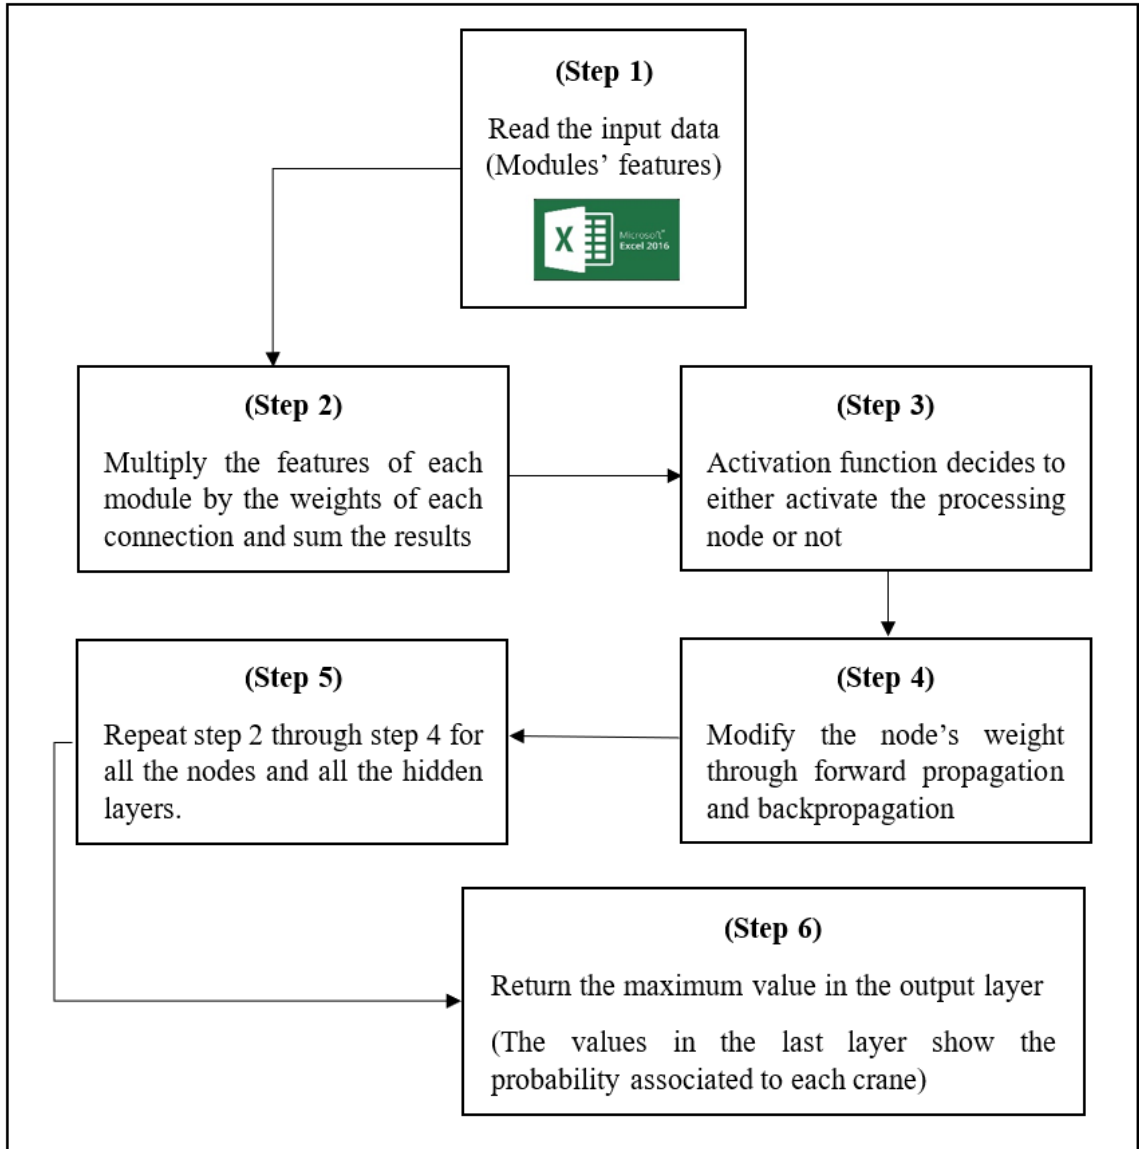 (Step 1)
Read the input data
(Modules’ features)
X
Microsoft®
Excel 2016
(Step 2)
Multiply the features of each
module by the weights of each
connection and sum the results
(Step 3)
Activation function decides to
either activate the processing
node or not
(Step 4)
Modify the node’s weight
through forward propagation
and backpropagation
(Step 5)
Repeat step 2 through step 4 for
all the nodes and all the hidden
layers.
(Step 6)
Return the maximum value in the output layer
(The values in the last layer show the
probability associated to each crane)